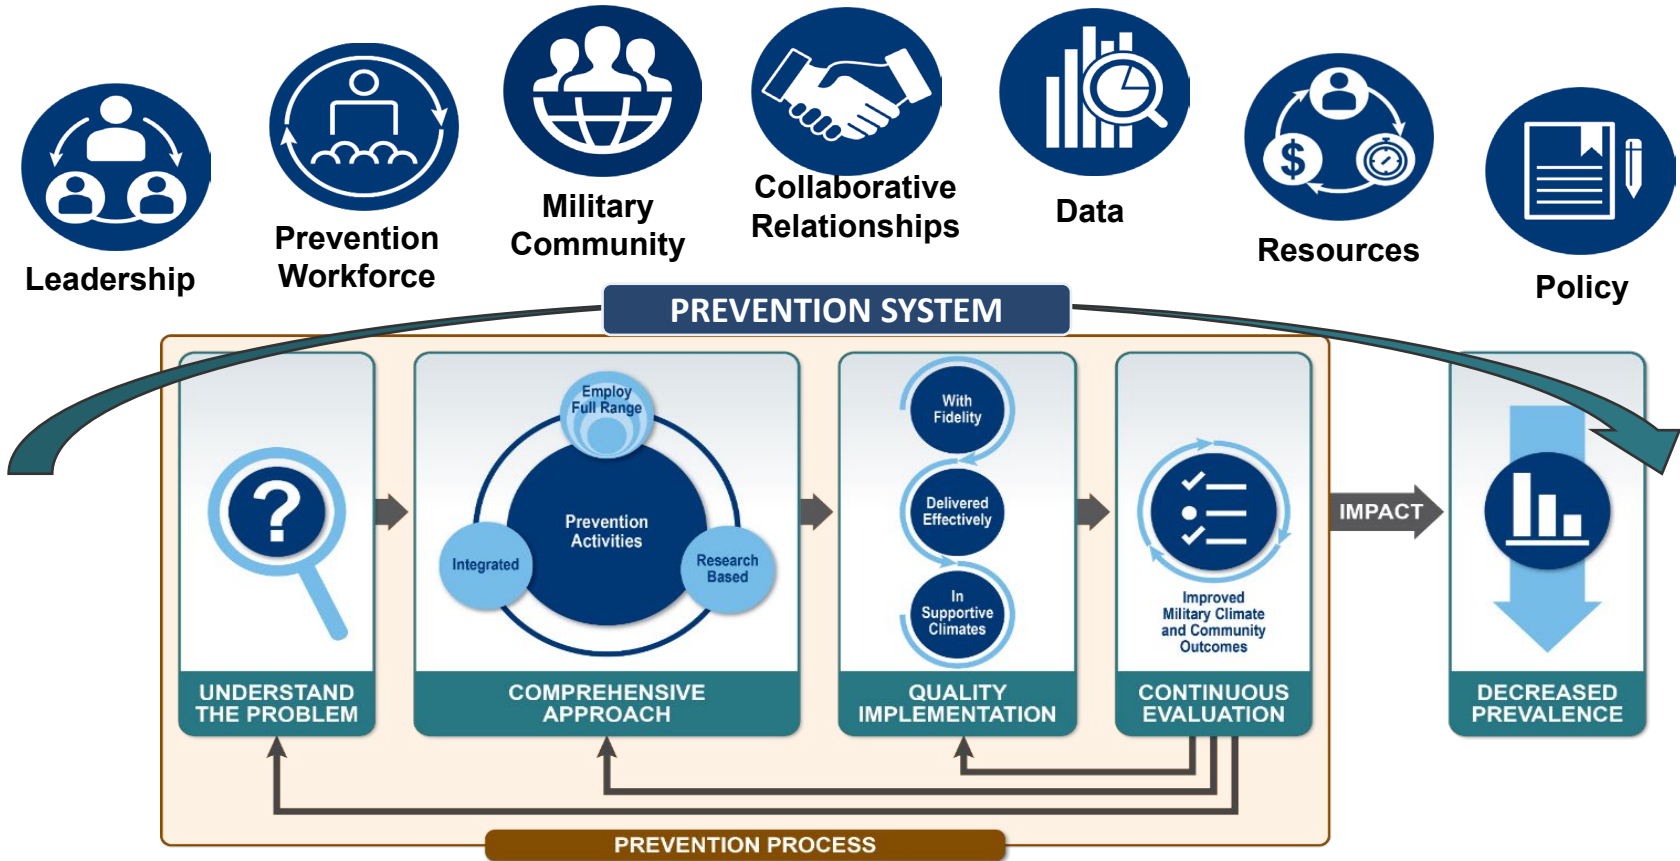 Leadership
Prevention
Workforce
Military
Community
Collaborative
Relationships
Data
$
Resources
Policy
PREVENTION SYSTEM
?
UNDERSTAND
THE PROBLEM
Employ
Full Range
Prevention
Activities
Integrated
Research
Based
COMPREHENSIVE
APPROACH
With
Fidelity
Delivered
Effectively
In
Supportive
Climates
QUALITY
IMPLEMENTATION
Improved
Military Climate
and Community
Outcomes
CONTINUOUS
EVALUATION
IMPACT
DECREASED
PREVALENCE
PREVENTION PROCESS